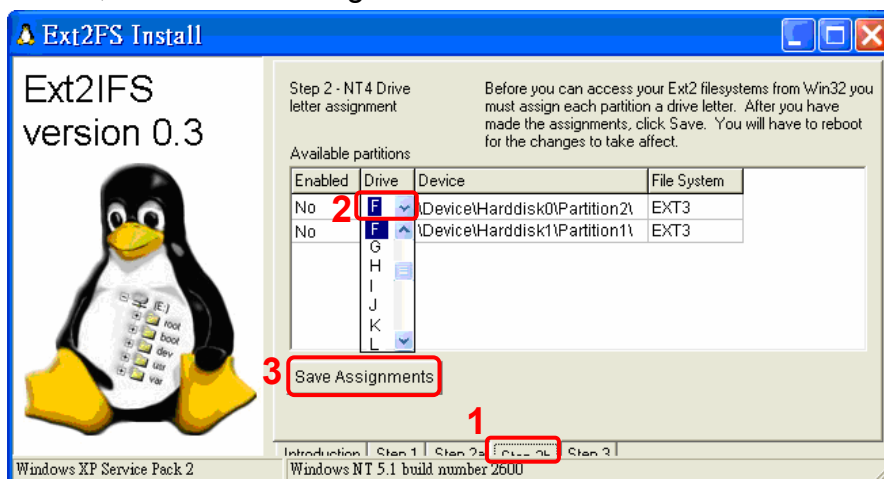 Ext2FS Install
Ext2IFS
version 0.3
Step 2 - NT4 Drive
letter assignment
Before you can access your Ext2 filesystems from Win32 you
must assign each partition a drive letter. After you have
made the assignments, click Save. You will have to reboot
for the changes to take affect.
Available partitions
Enabled Drive Device File System
No F \Device\Harddisk0\Partition2\ EXT3
2
No F \Device\Harddisk1\Partition1\ EXT3
G
H
I
J
K
L
(E:)
root
boot
dev
usr
var
3 Save Assignments
1
Introduction Step 1 Step 2a Step 2b Step 3
Windows XP Service Pack 2 Windows NT 5.1 build number 2600